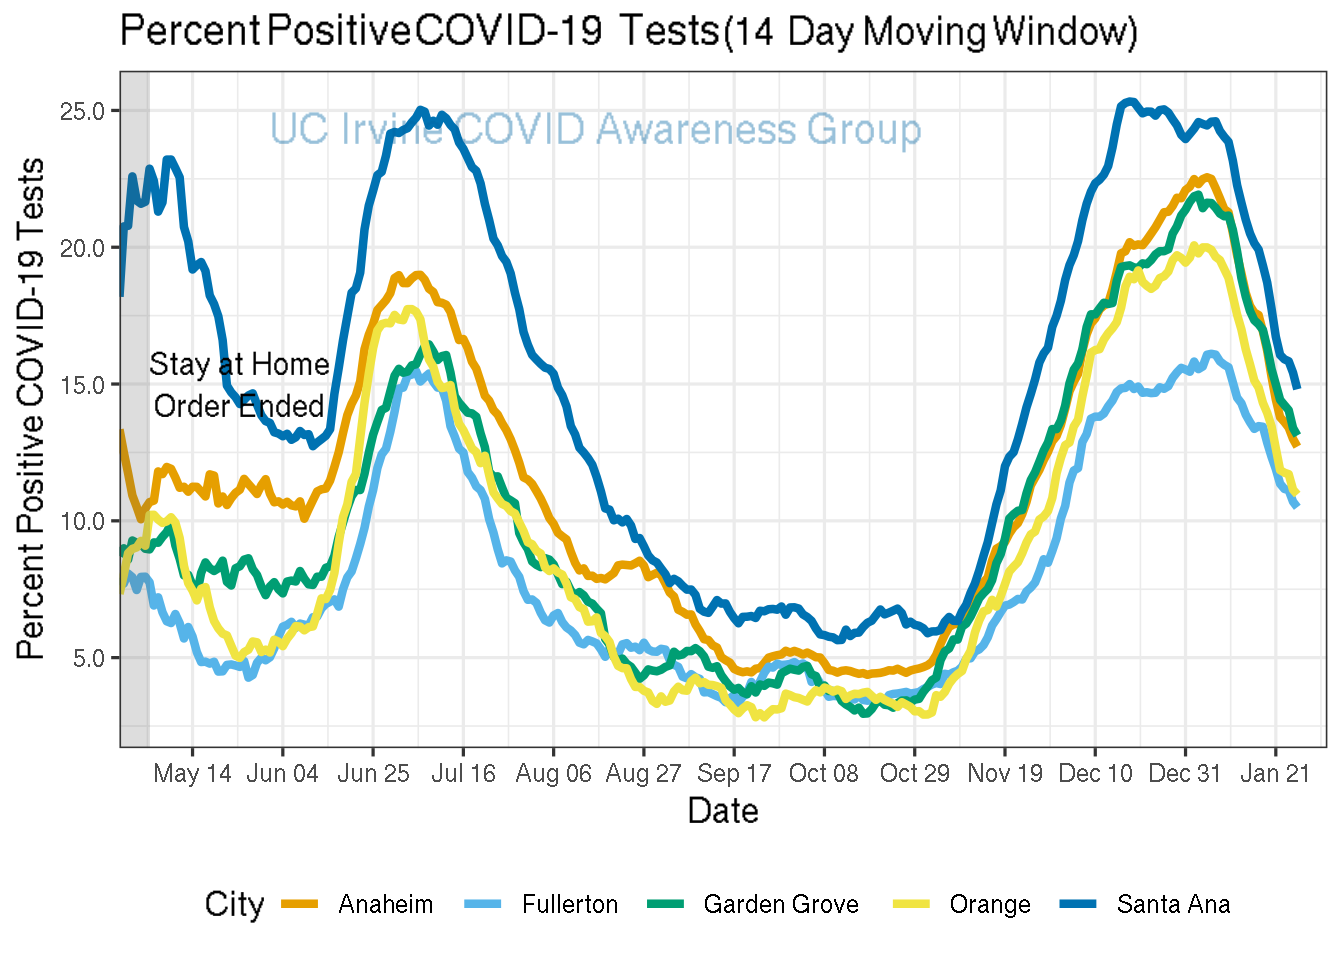 Percent Positive COVID-19 Tests(14 Day Moving Window)
UC Irvine COVID Awareness Group
Stay at Home
Order Ended
Percent Positive COVID-19 Tests
25.0
20.0
15.0
10.0
5.0
May 14 Jun 04 Jun 25 Jul 16 Aug 06 Aug 27 Sep 17 Oct 08 Oct 29 Nov 19 Dec 10 Dec 31 Jan 21
Date
City Anaheim Fullerton Garden Grove Orange Santa Ana